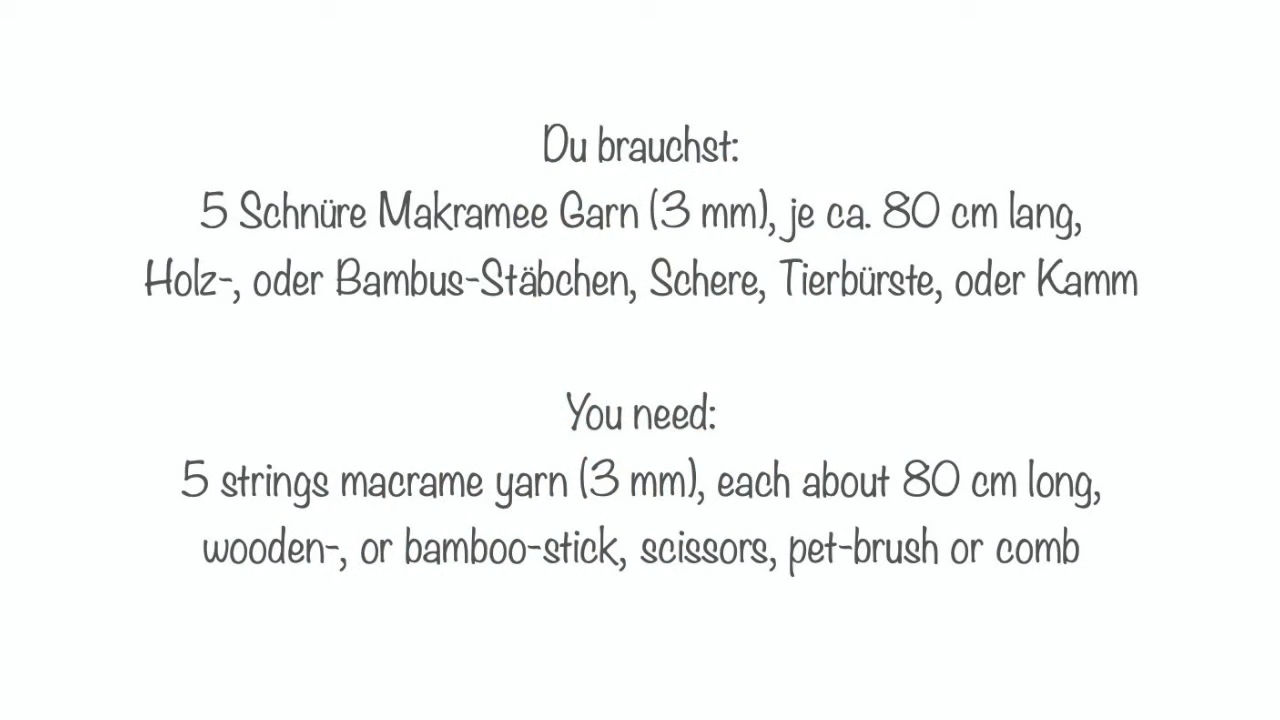 Du brauchst:
5 Schnüre Makramee Garn (3 mm), je ca. 80 cm lang,
Holz-, oder Bambus-Stäbchen, Schere, Tierbürste, oder Kamm
You need:
5 strings macrame yarn (3 mm), each about 80 cm long,
wooden-, or bamboo-stick, scissors, pet-brush or comb